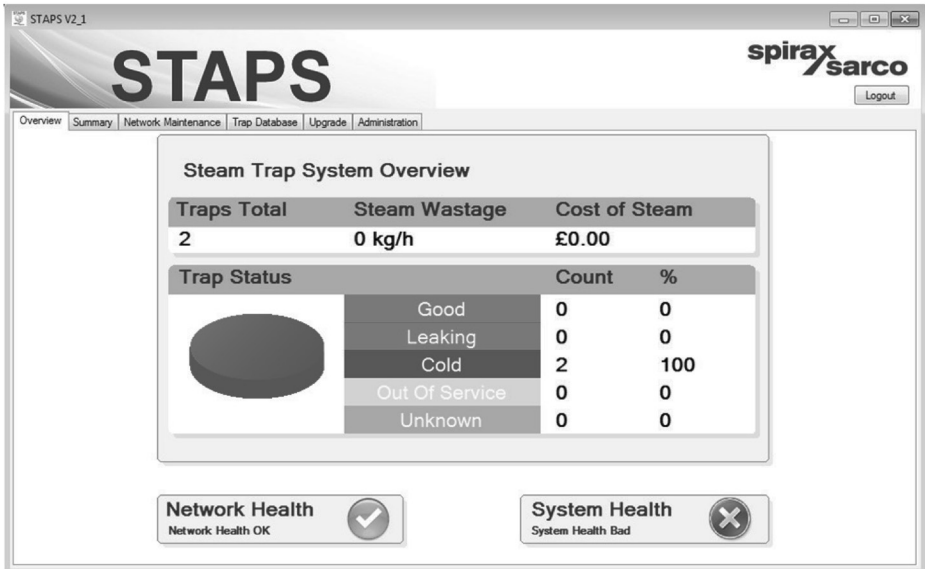 STAPS V2_1
STAPS
spirax
sarco
Logout
Overview Summary Network Maintenance Trap Database Upgrade Administration
Steam Trap System Overview
Traps Total Steam Wastage Cost of Steam
2 0 kg/h £0.00
Trap Status Count %
Good 0 0
Leaking 0 0
Cold 2 100
Out Of Service 0 0
Unknown 0 0
Network Health System Health
Network Health OK System Health Bad